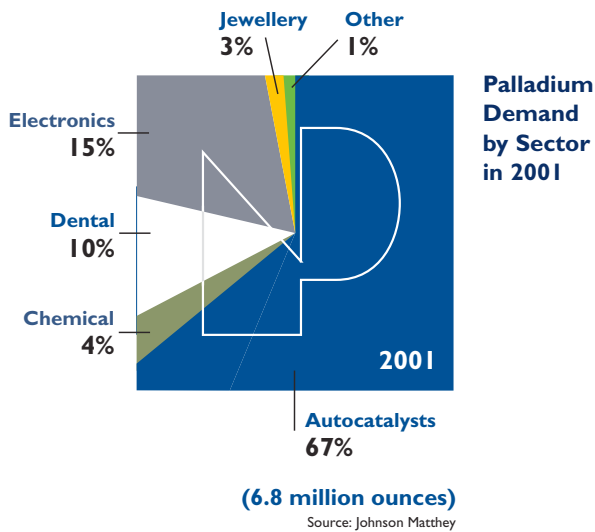 Jewellery
3%
Other
1%
Palladium
Demand
by Sector
in 2001
Electronics
15%
Dental
10%
Chemical
4%
2001
Autocatalysts
67%
(6.8 million ounces)
Source: Johnson Matthey